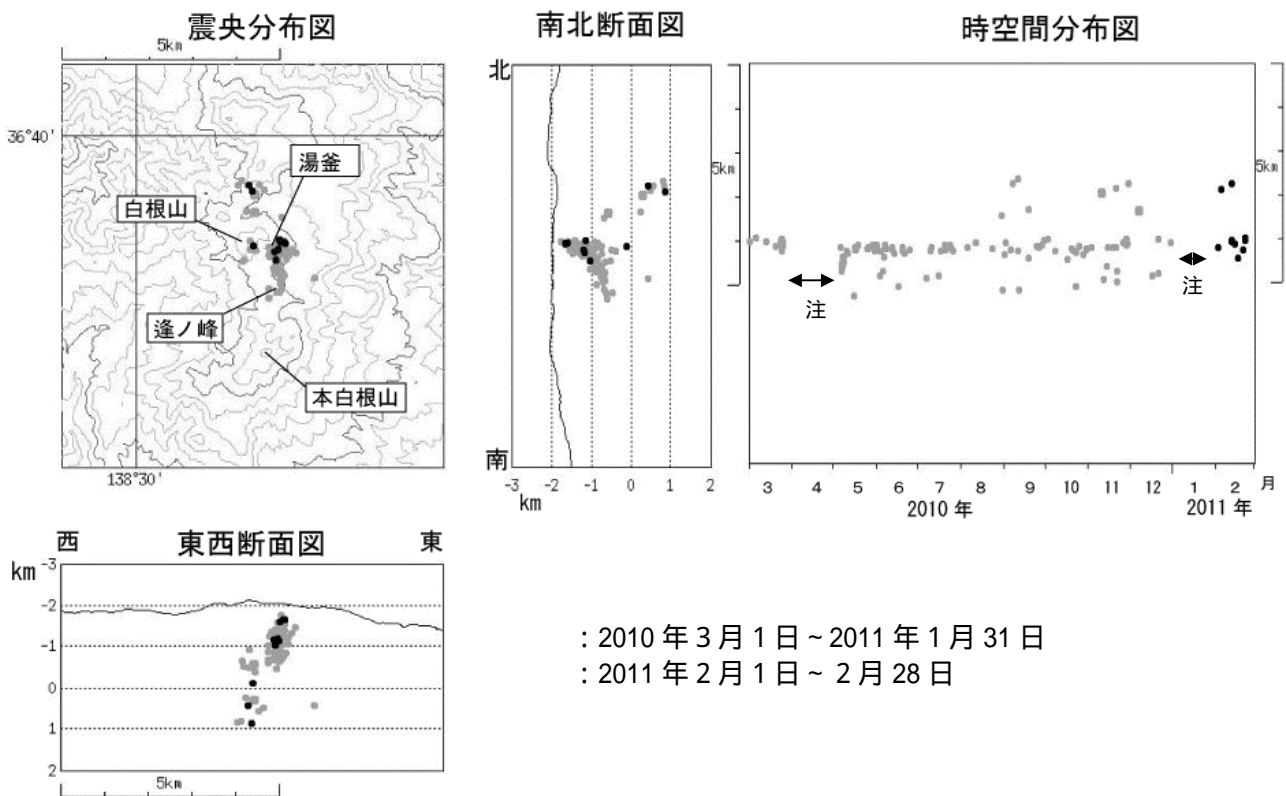 震央分布図
5km
36°40'
湯釜
白根山
逢ノ峰
本白根山
138°30'
南北断面図
北
南
5km
-3 -2 -1 0 1 2
km
時空間分布図
5km
注
注
3 4 5 6 7 8 9 10 11 12 1 2 月
2010 年 2011 年
西 東西断面図 東
km
-3
-2
-1
0
1
2
5km
：2010 年 3 月 1 日 ~ 2011 年 1 月 31 日
：2011 年 2 月 1 日 ~ 2 月 28 日